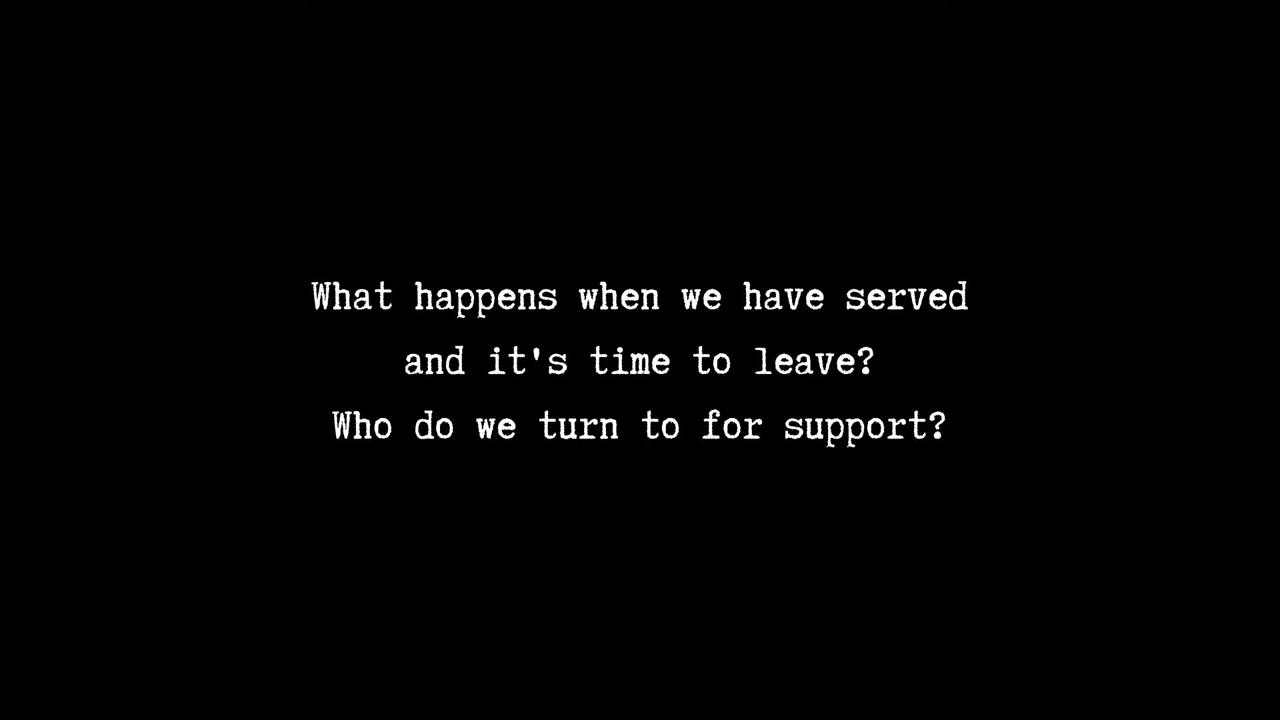 What happens when we have served
and it's time to leave?
Who do we turn to for support?